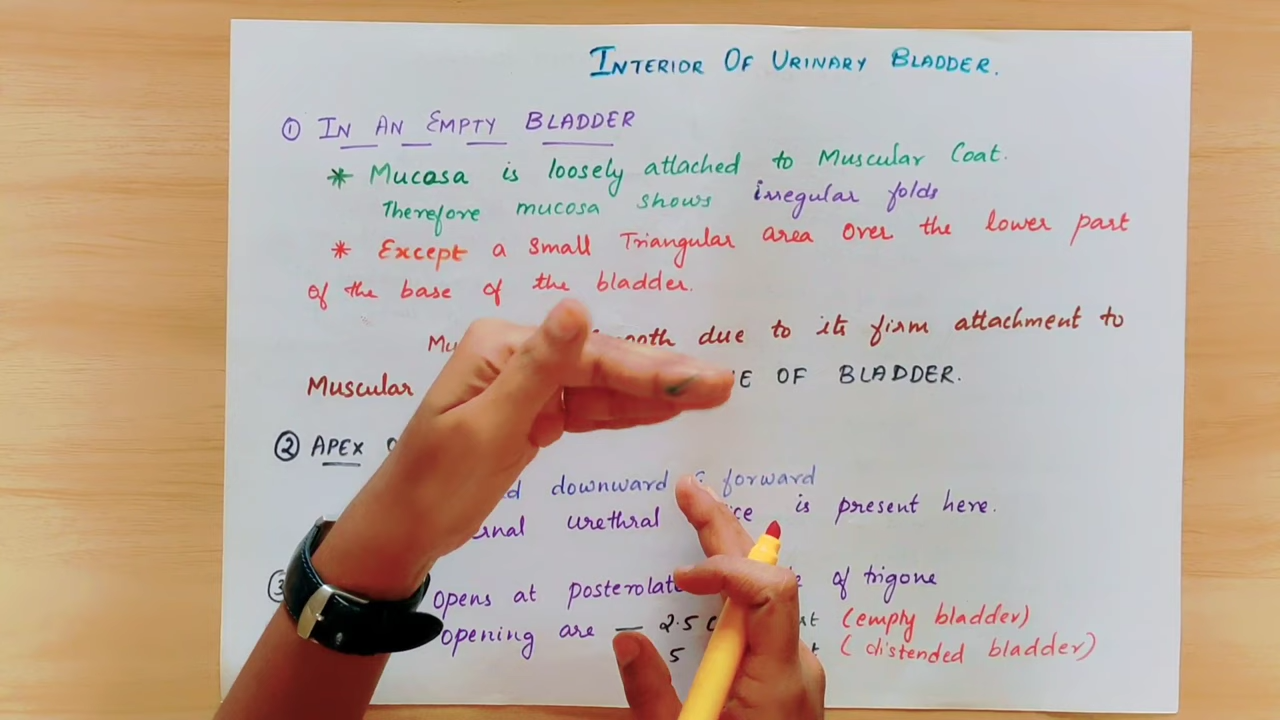 INTERIOR OF URINARY BLADDER.
① IN AN EMPTY BLADDER
* Mucosa is loosely attached to Muscular Coat.
Therefore mucosa shows irregular folds
* Except a small Triangular area over the lower part
of the base of the bladder.
due to its firm attachment to
Muscular OF BLADDER.
② APEX
downward forward
urethral is present here.
opens at of trigone
opening are — 2.5 (empty bladder)
5 (distended bladder)